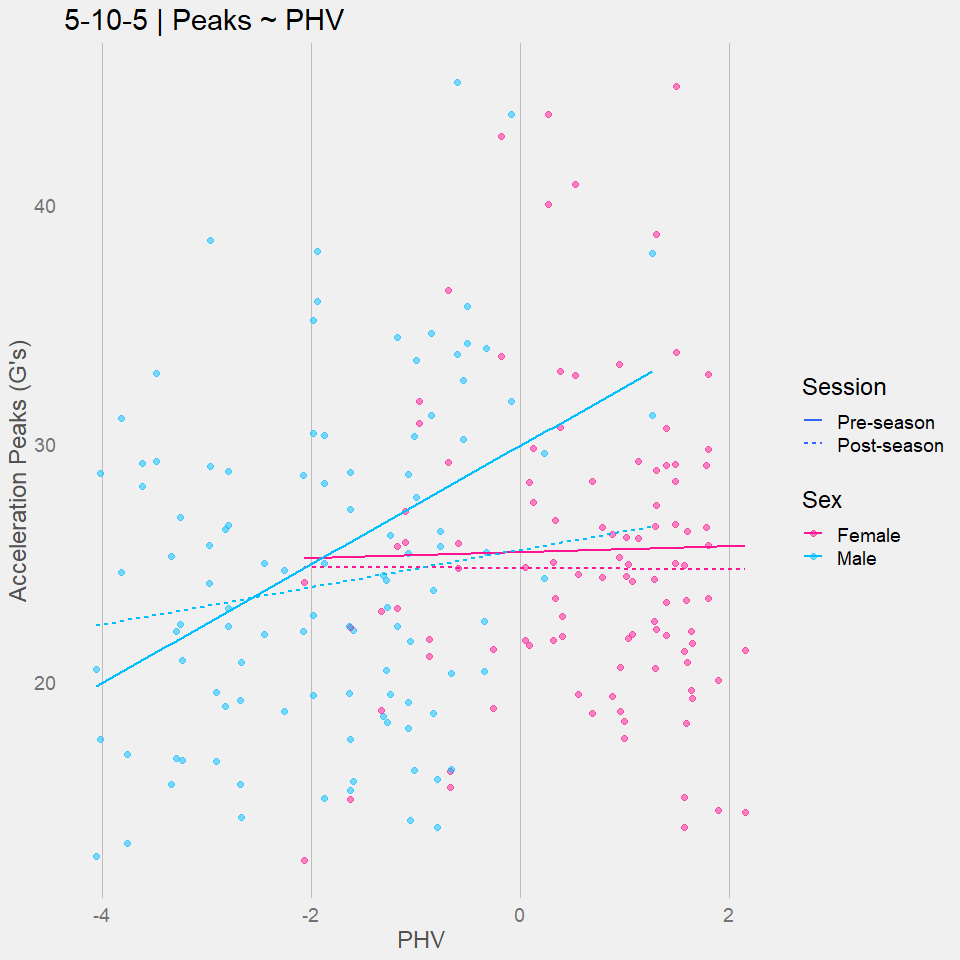 5-10-5 | Peaks ~ PHV
Acceleration Peaks (G's)
40
30
20
-4
-2
0
2
PHV
Session
Pre-season
Post-season
Sex
Female
Male